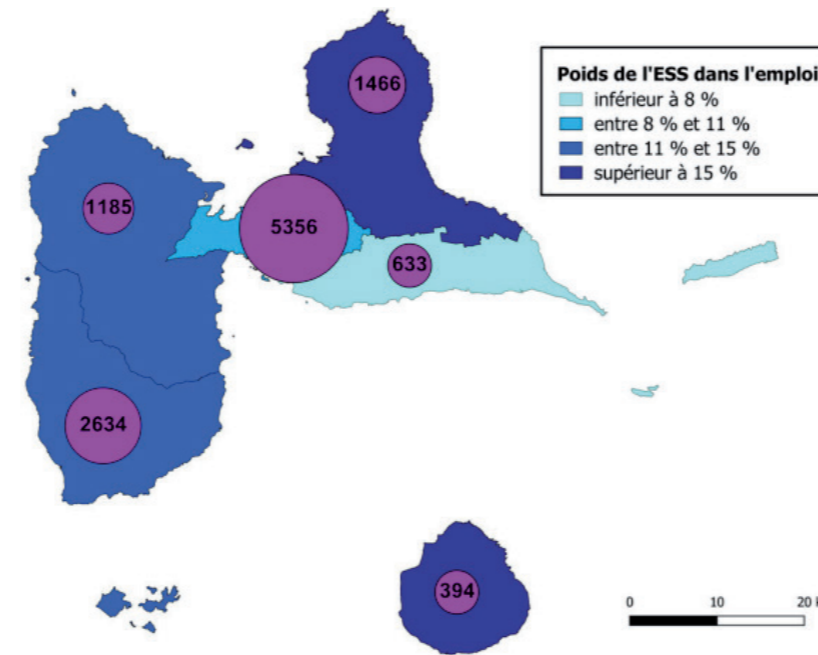 Poids de l'ESS dans l'emploi
inférieur à 8 %
entre 8 % et 11 %
entre 11 % et 15 %
supérieur à 15 %
1466
1185
5356
633
2634
394
0 10 20 k